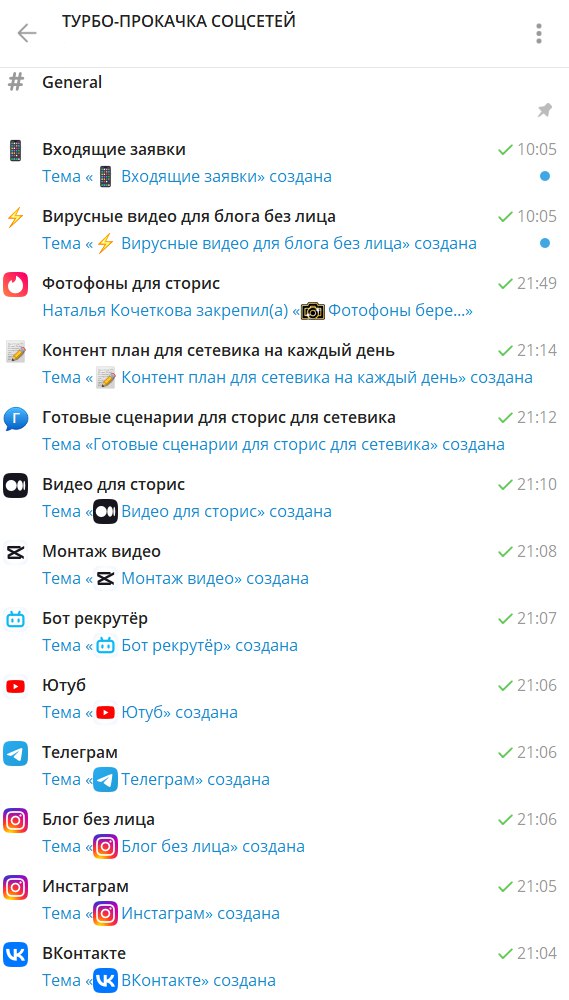 ТУРБО-ПРОКАЧКА СОЦСЕТЕЙ
# General
Входящие заявки 10:05
Тема «📱 Входящие заявки» создана
Вирусные видео для блога без лица 10:05
Тема «⚡ Вирусные видео для блога без лица» создана
Фотофоны для сторис 21:49
Наталья Кочеткова закрепил(а) «📷 Фотофоны бере...»
Контент план для сетевика на каждый день 21:14
Тема «📝 Контент план для сетевика на каждый день» создана
Г
Готовые сценарии для сторис для сетевика 21:12
Тема «Готовые сценарии для сторис для сетевика» создана
Видео для сторис 21:10
Тема « Видео для сторис» создана
Монтаж видео 21:08
Тема « Монтаж видео» создана
Бот рекрутёр 21:07
Тема « Бот рекрутёр» создана
Ютуб 21:06
Тема « Ютуб» создана
Телеграм 21:06
Тема « Телеграм» создана
Блог без лица 21:06
Тема « Блог без лица» создана
Инстаграм 21:05
Тема « Инстаграм» создана
ВКонтакте 21:04
Тема « ВКонтакте» создана